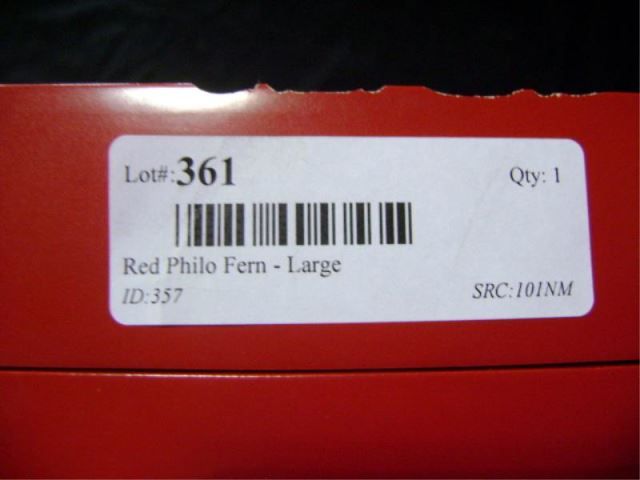 Lot#:361 Qty: 1
Red Philo Fern - Large
ID:357 SRC:101NM